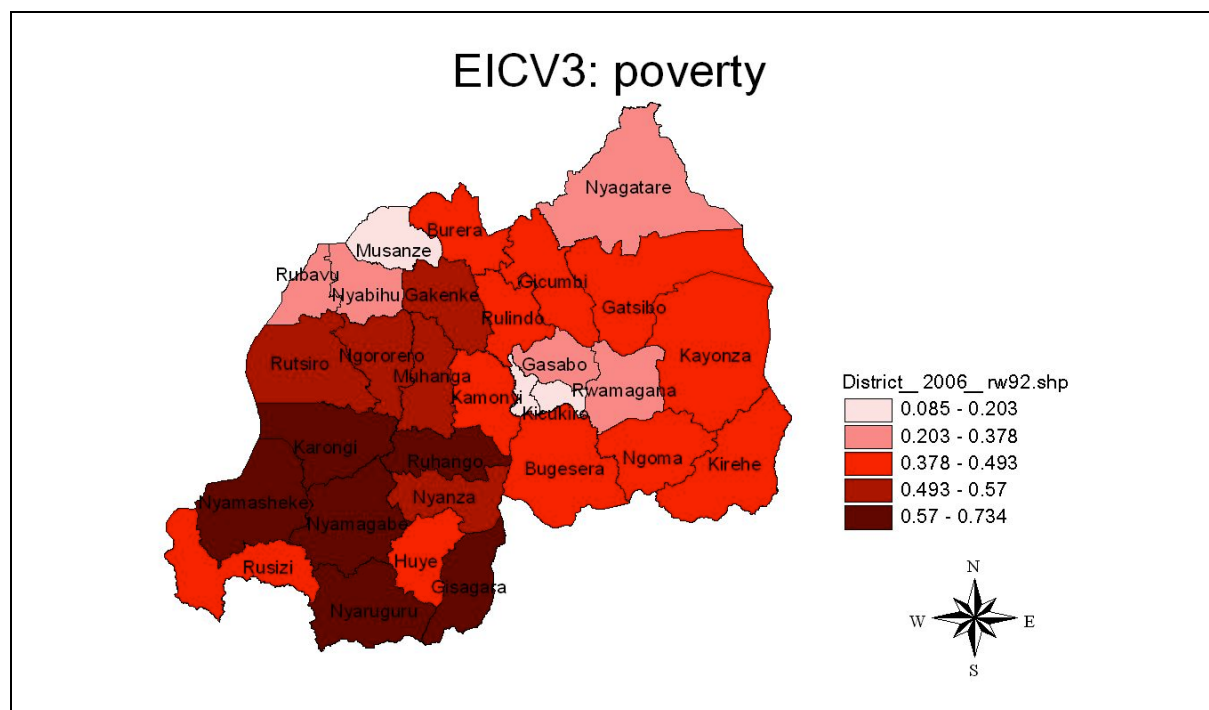 EICV3: poverty
Nyagatare
Burera
Musanze
Rubavu
Nyabihu
Gakenke
Gicumbi
Rulindo
Gatsibo
Kayonza
Rutsiro
Ngororero
Muhanga
Gasabo
Kamonyi
Rwamagana
Kicukiro
Karongi
Ruhango
Bugesera
Ngoma
Kirehe
Nyamasheke
Nyamagabe
Nyanza
Huye
Rusizi
Gisagara
Nyaruguru
District__2006__rw92.shp
0.085 - 0.203
0.203 - 0.378
0.378 - 0.493
0.493 - 0.57
0.57 - 0.734
N
W E
S